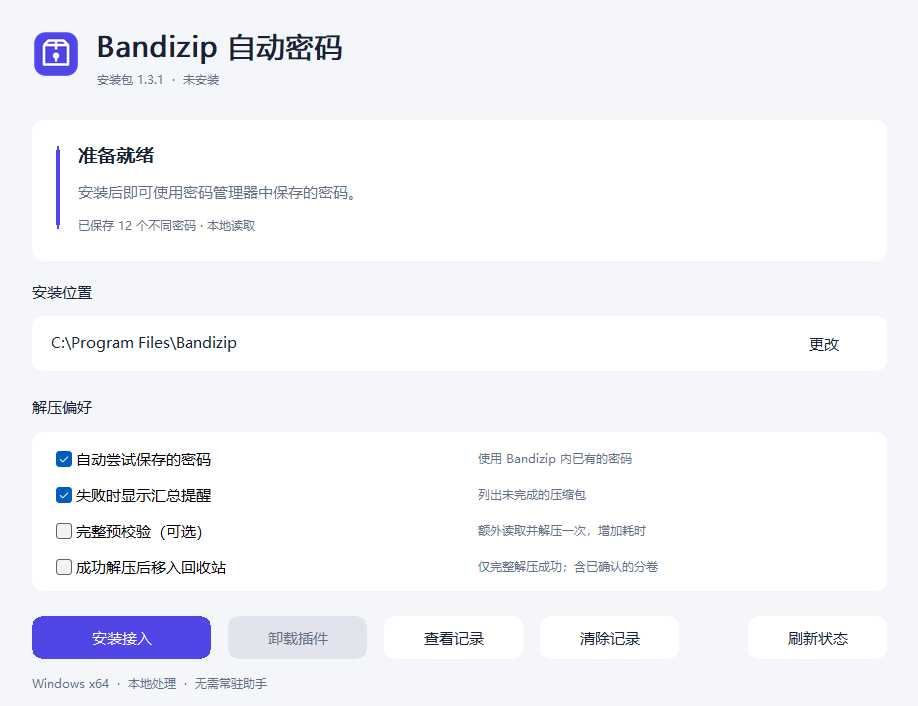 Bandizip 自动密码
安装包 1.3.1 · 未安装
准备就绪
安装后即可使用密码管理器中保存的密码。
已保存 12 个不同密码 · 本地读取
安装位置
C:\Program Files\Bandizip
更改
解压偏好
自动尝试保存的密码
使用 Bandizip 内已有的密码
失败时显示汇总提醒
列出未完成的压缩包
完整预校验（可选）
额外读取并解压一次，增加耗时
成功解压后移入回收站
仅完整解压成功；含已确认的分卷
安装接入
卸载插件
查看记录
清除记录
刷新状态
Windows x64 · 本地处理 · 无需常驻助手